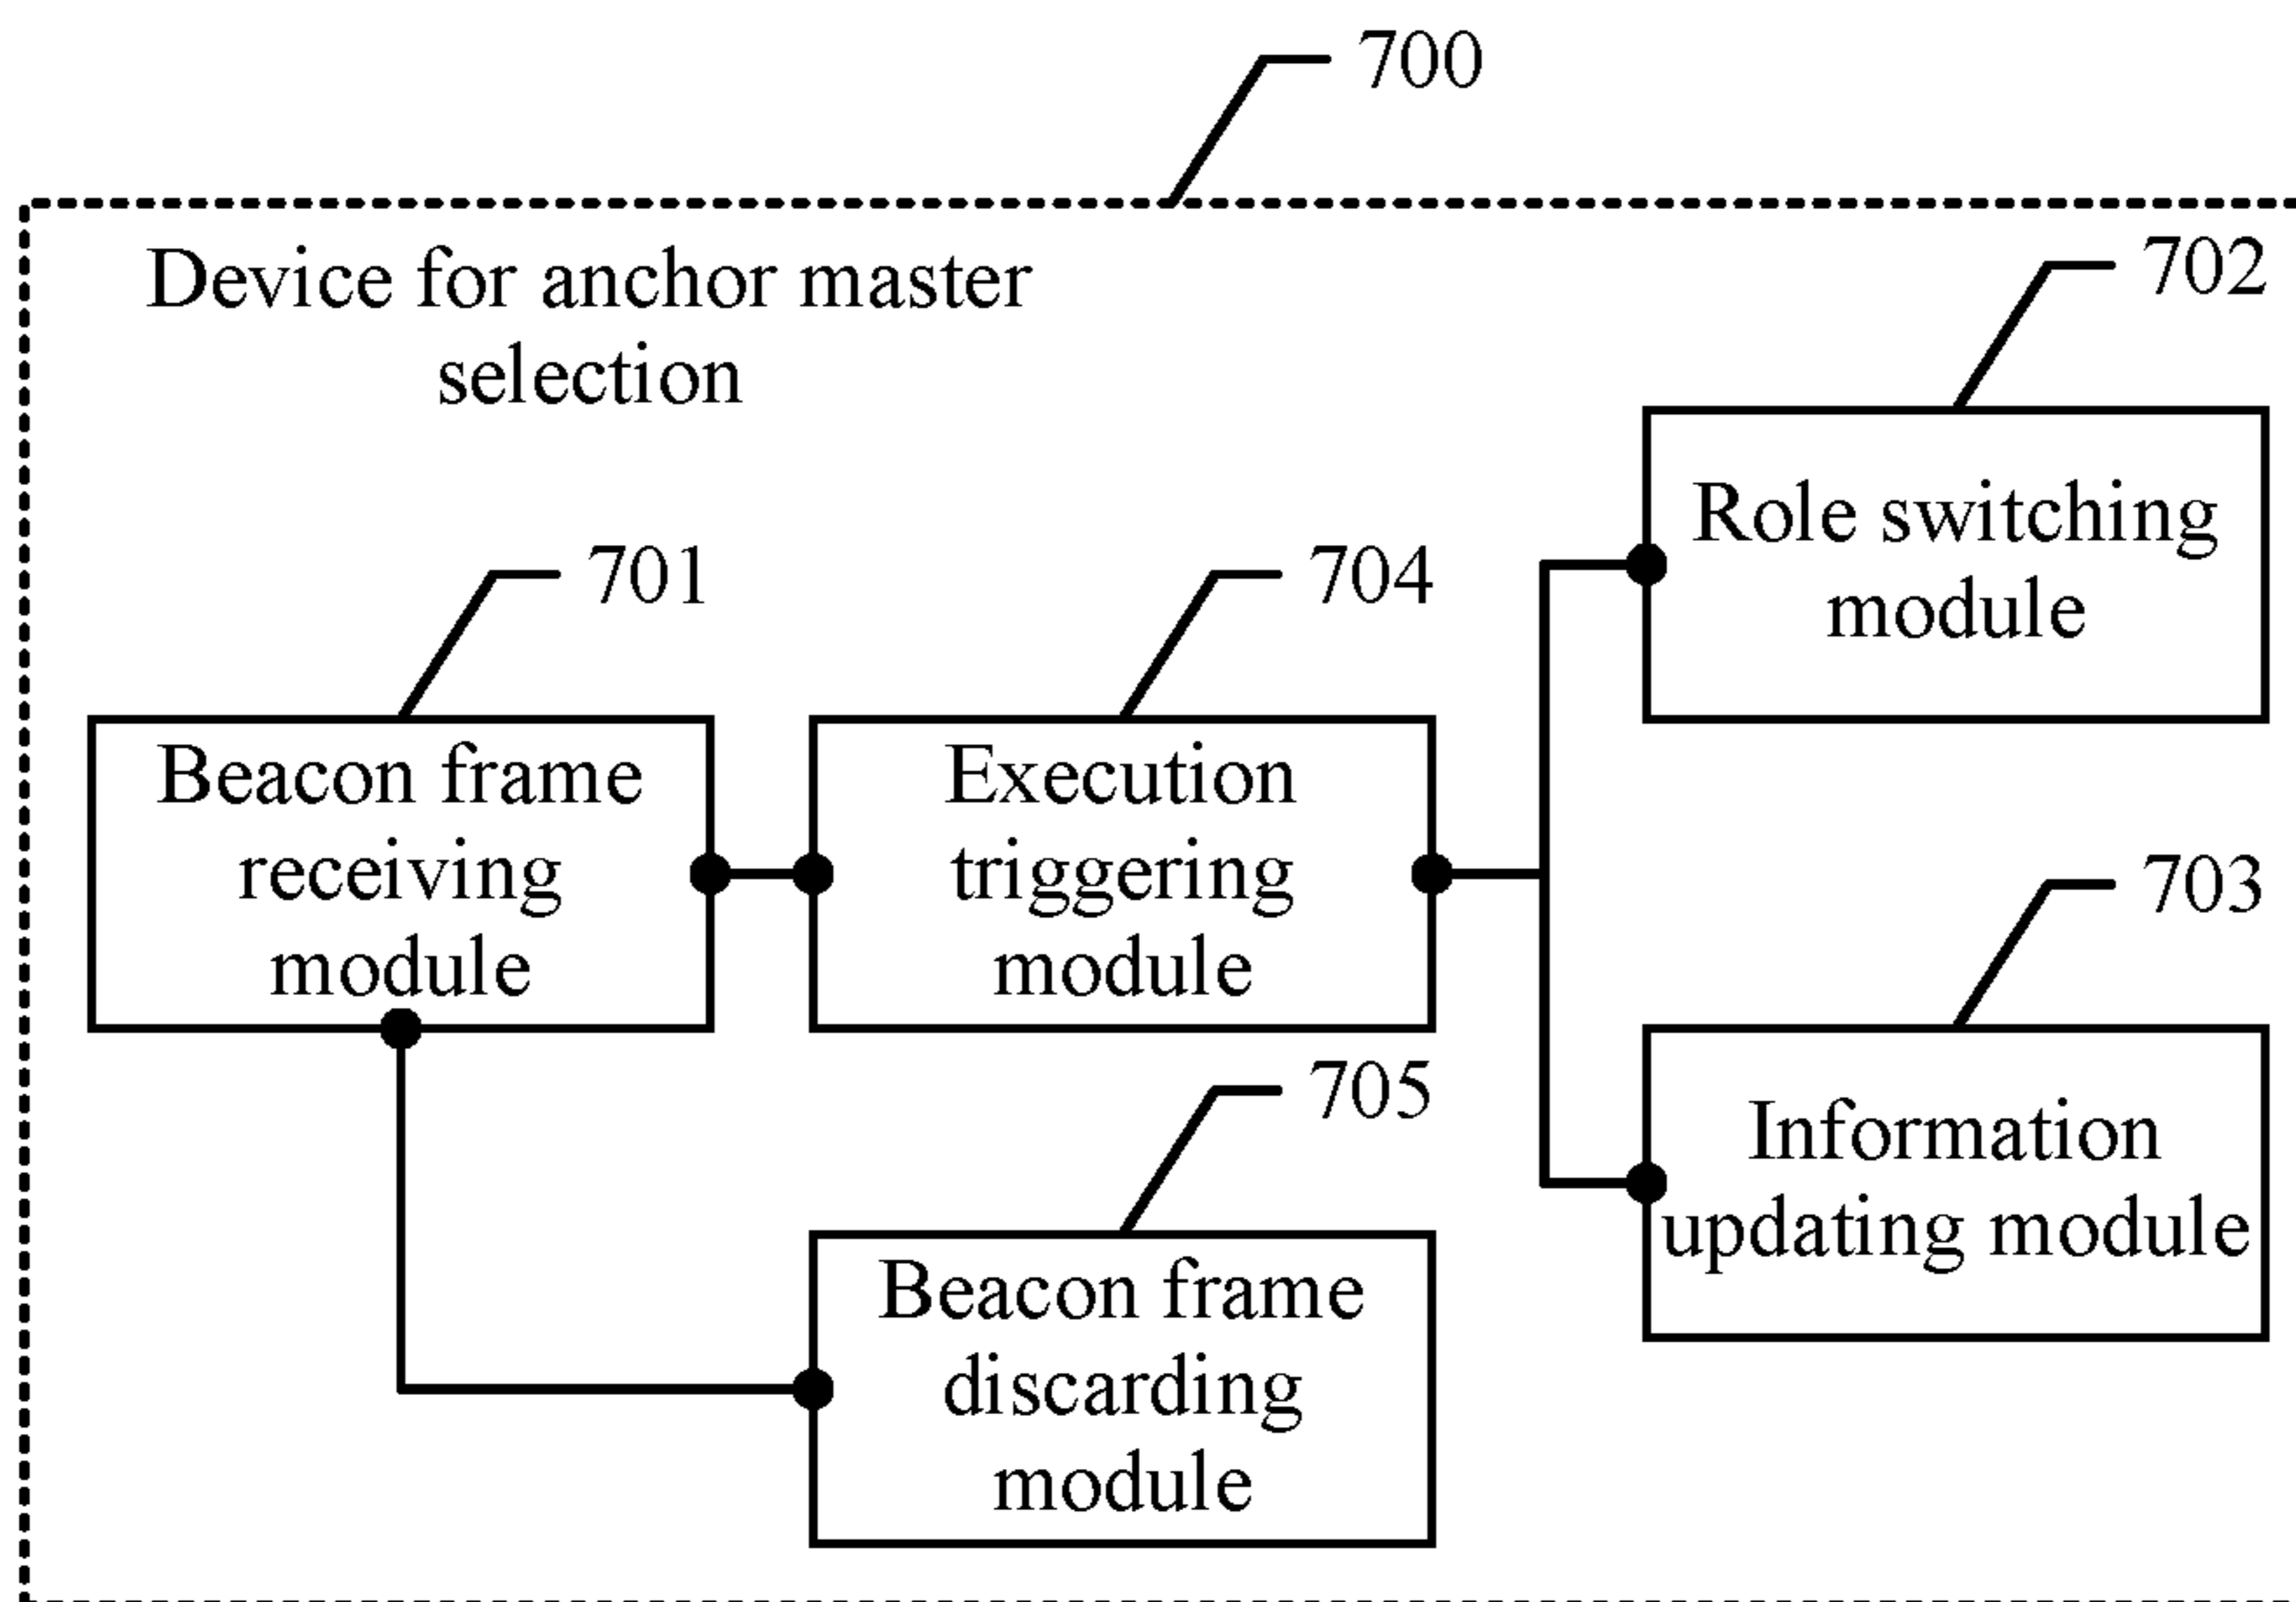 700
Device for anchor master
selection
702
Role switching
module
701
Beacon frame
receiving
module
704
Execution
triggering
module
703
Information
updating module
705
Beacon frame
discarding
module